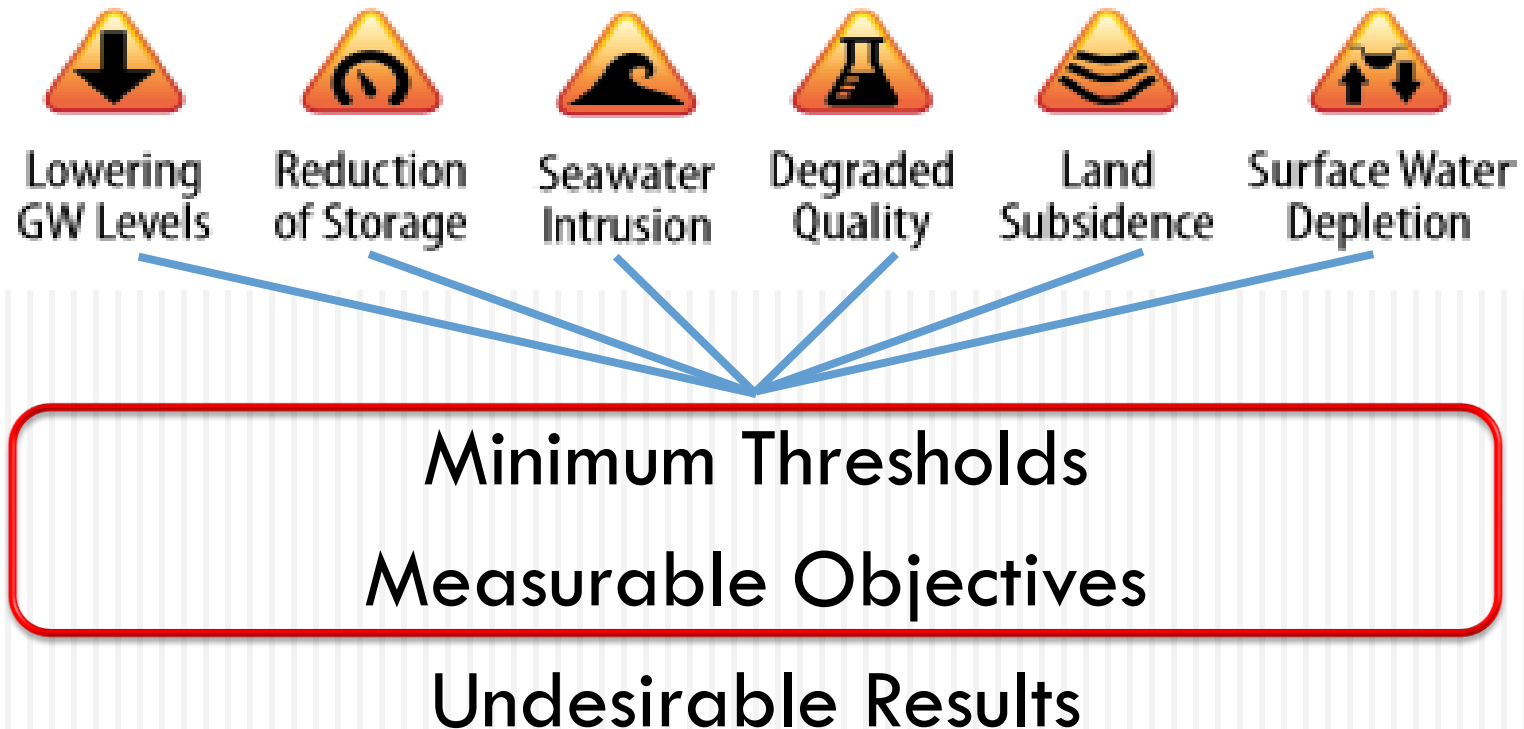 Lowering
GW Levels
Reduction
of Storage
Seawater
Intrusion
Degraded
Quality
Land
Subsidence
Surface Water
Depletion
Minimum Thresholds
Measurable Objectives
Undesirable Results